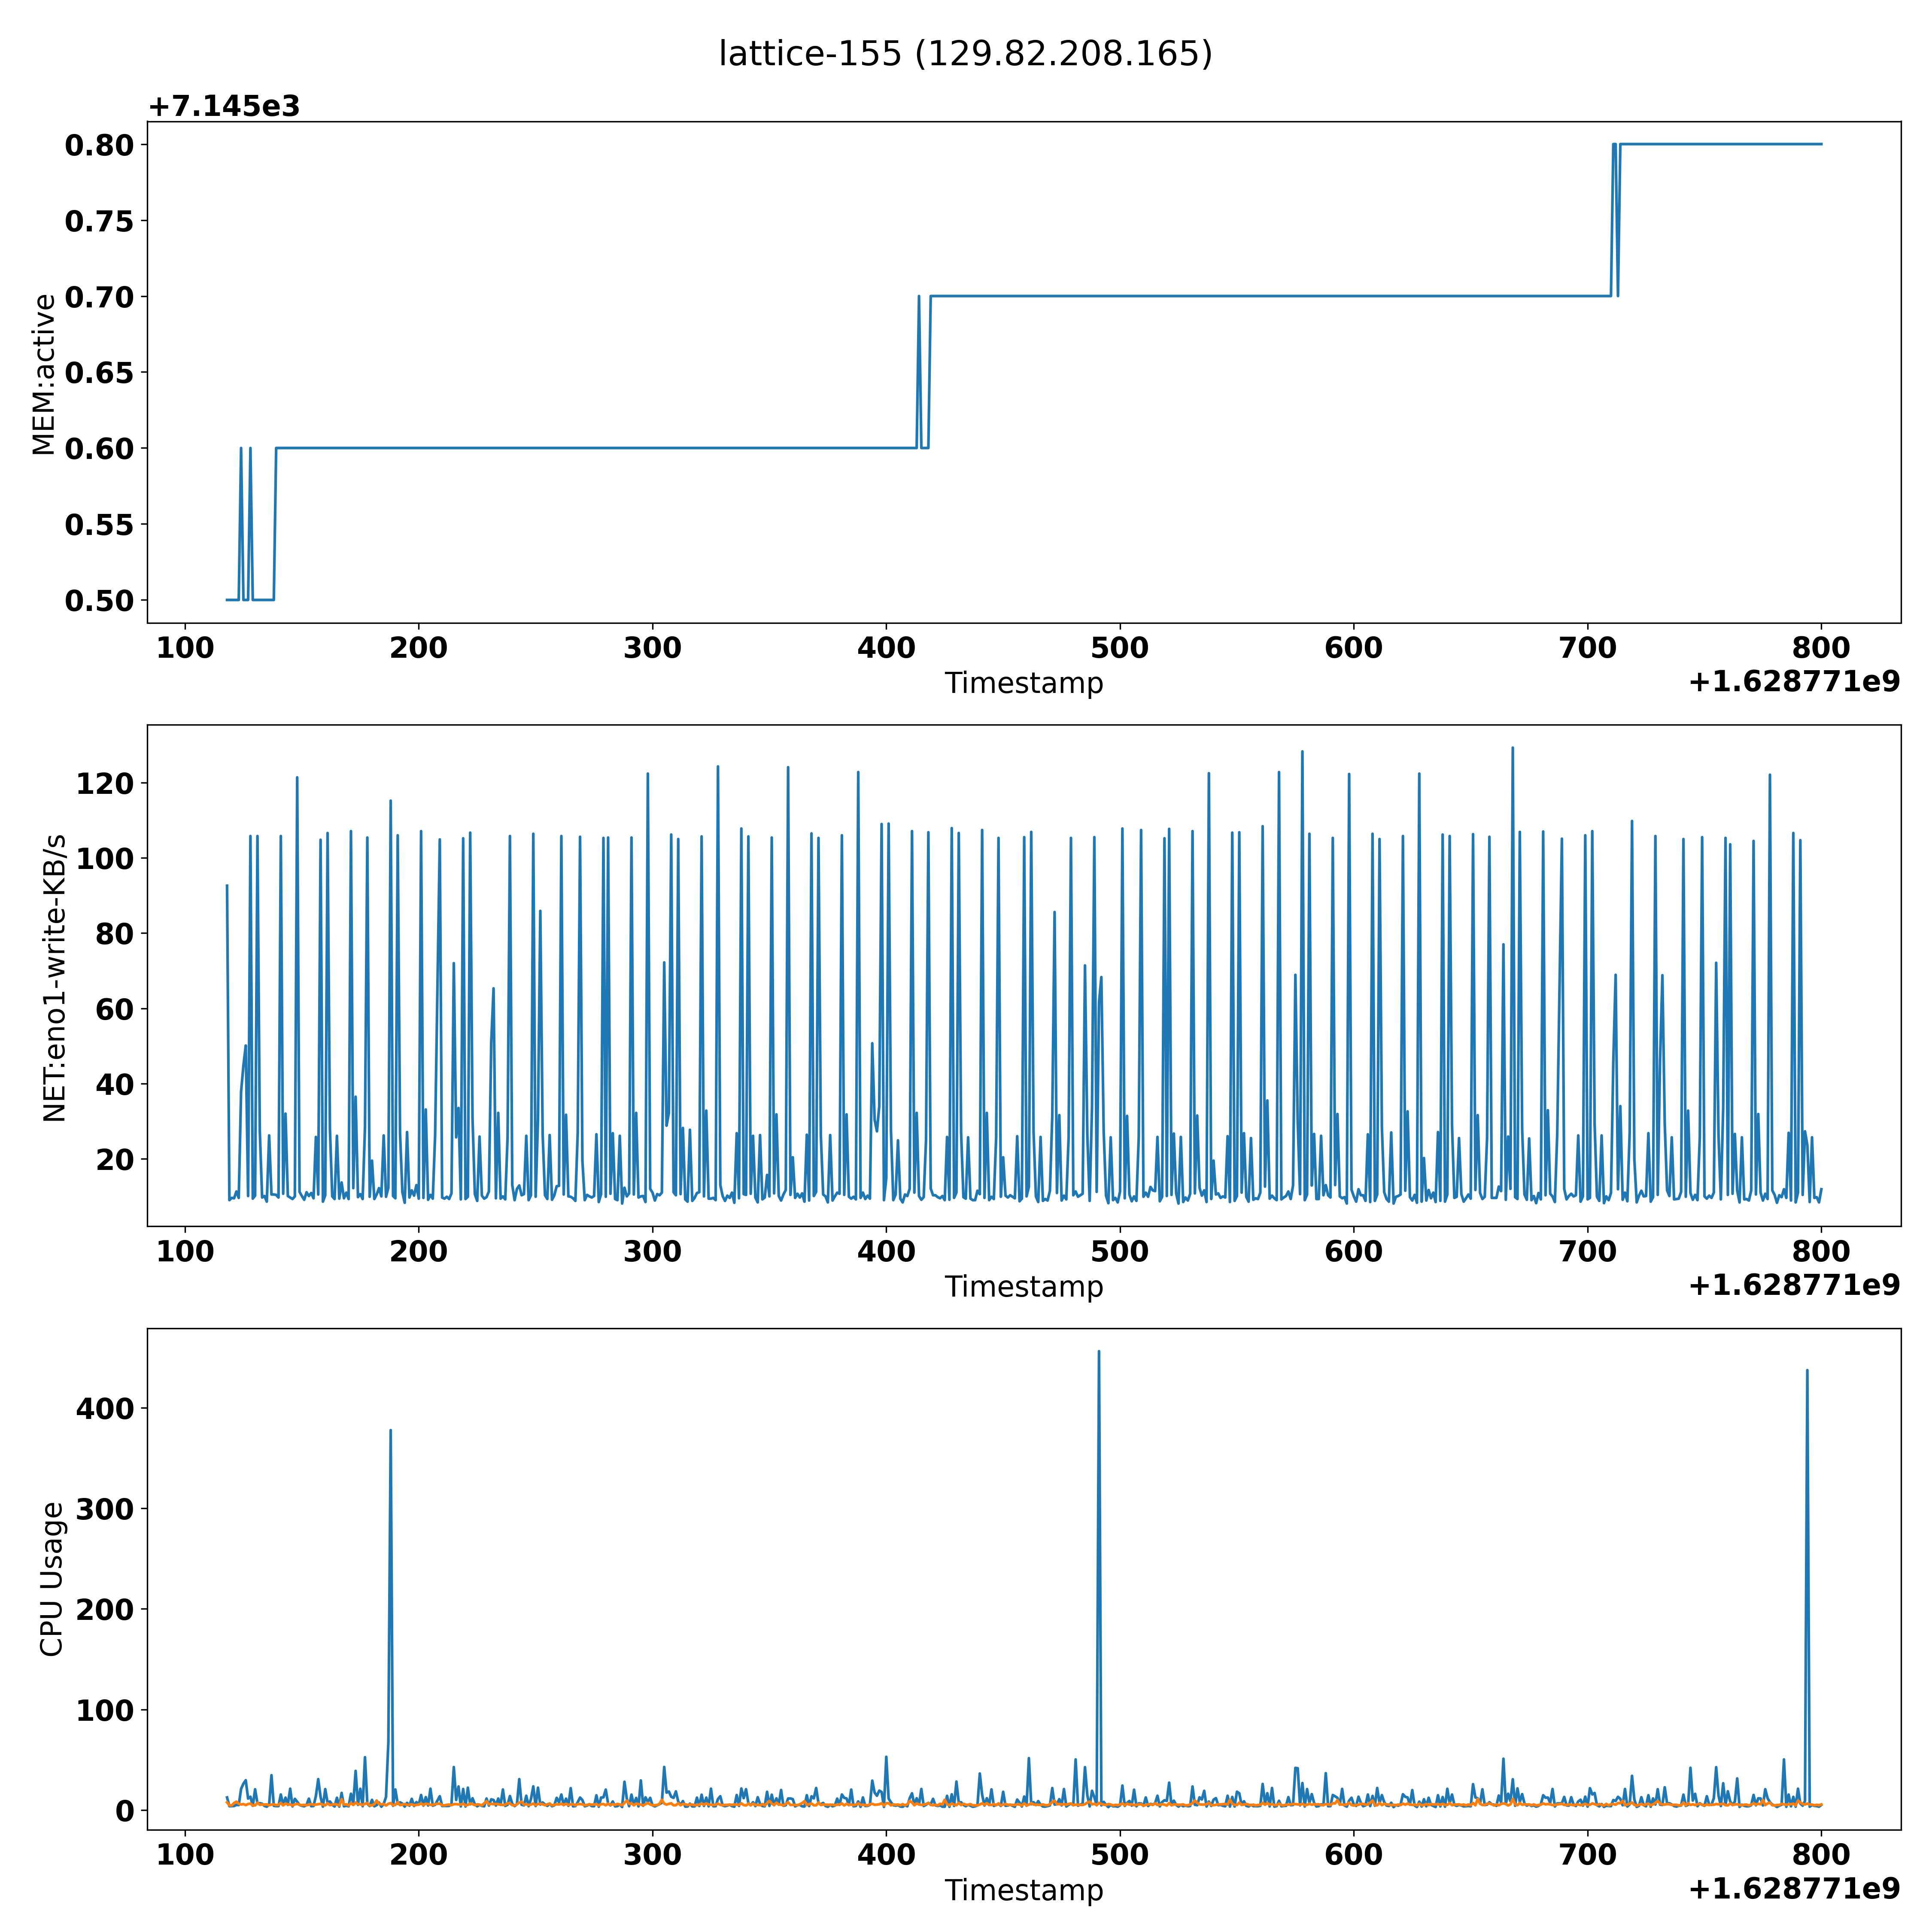 lattice-155 (129.82.208.165)
+7.145e3
0.80
0.75
0.70
0.65
0.60
0.55
0.50
MEM:active
100 200 300 400 500 600 700 800
Timestamp
+1.628771e9
120
100
80
60
40
20
NET:eno1-write-KB/s
100 200 300 400 500 600 700 800
Timestamp
+1.628771e9
400
300
200
100
0
CPU Usage
100 200 300 400 500 600 700 800
Timestamp
+1.628771e9